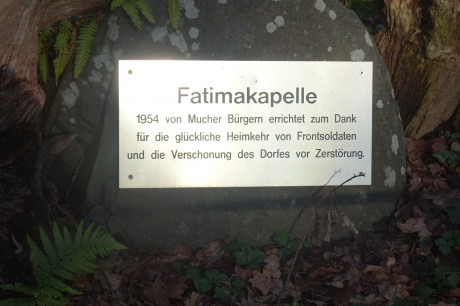 Fatimakapelle
1954 von Mucher Bürgern errichtet zum Dank
für die glückliche Heimkehr von Frontsoldaten
und die Verschonung des Dorfes vor Zerstörung.